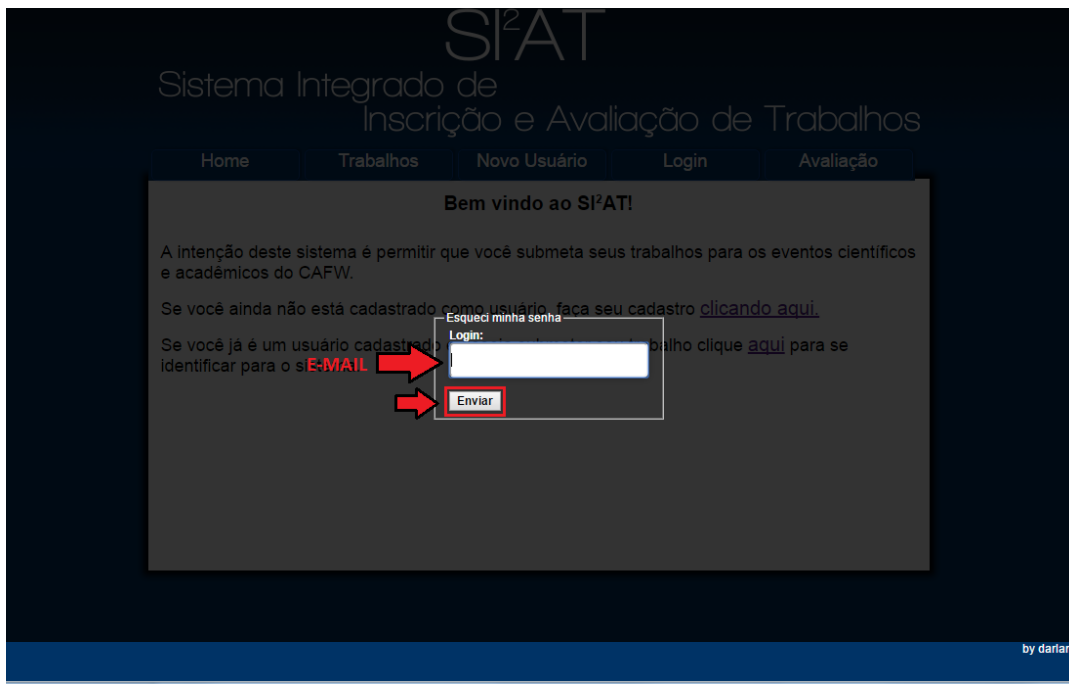 SI²AT
Sistema Integrado de
Inscrição e Avaliação de Trabalhos
Home Trabalhos Novo Usuário Login Avaliação
Bem vindo ao SI²AT!
A intenção deste sistema é permitir que você submeta seus trabalhos para os eventos científicos
e acadêmicos do CAFW.
Se você ainda não está cadastrado como usuário, faça seu cadastro clicando aqui.
Esqueci minha senha
Login:
Se você já é um usuário cadastrado clique aqui para se
identificar para o
E-MAIL
Enviar
by darlan